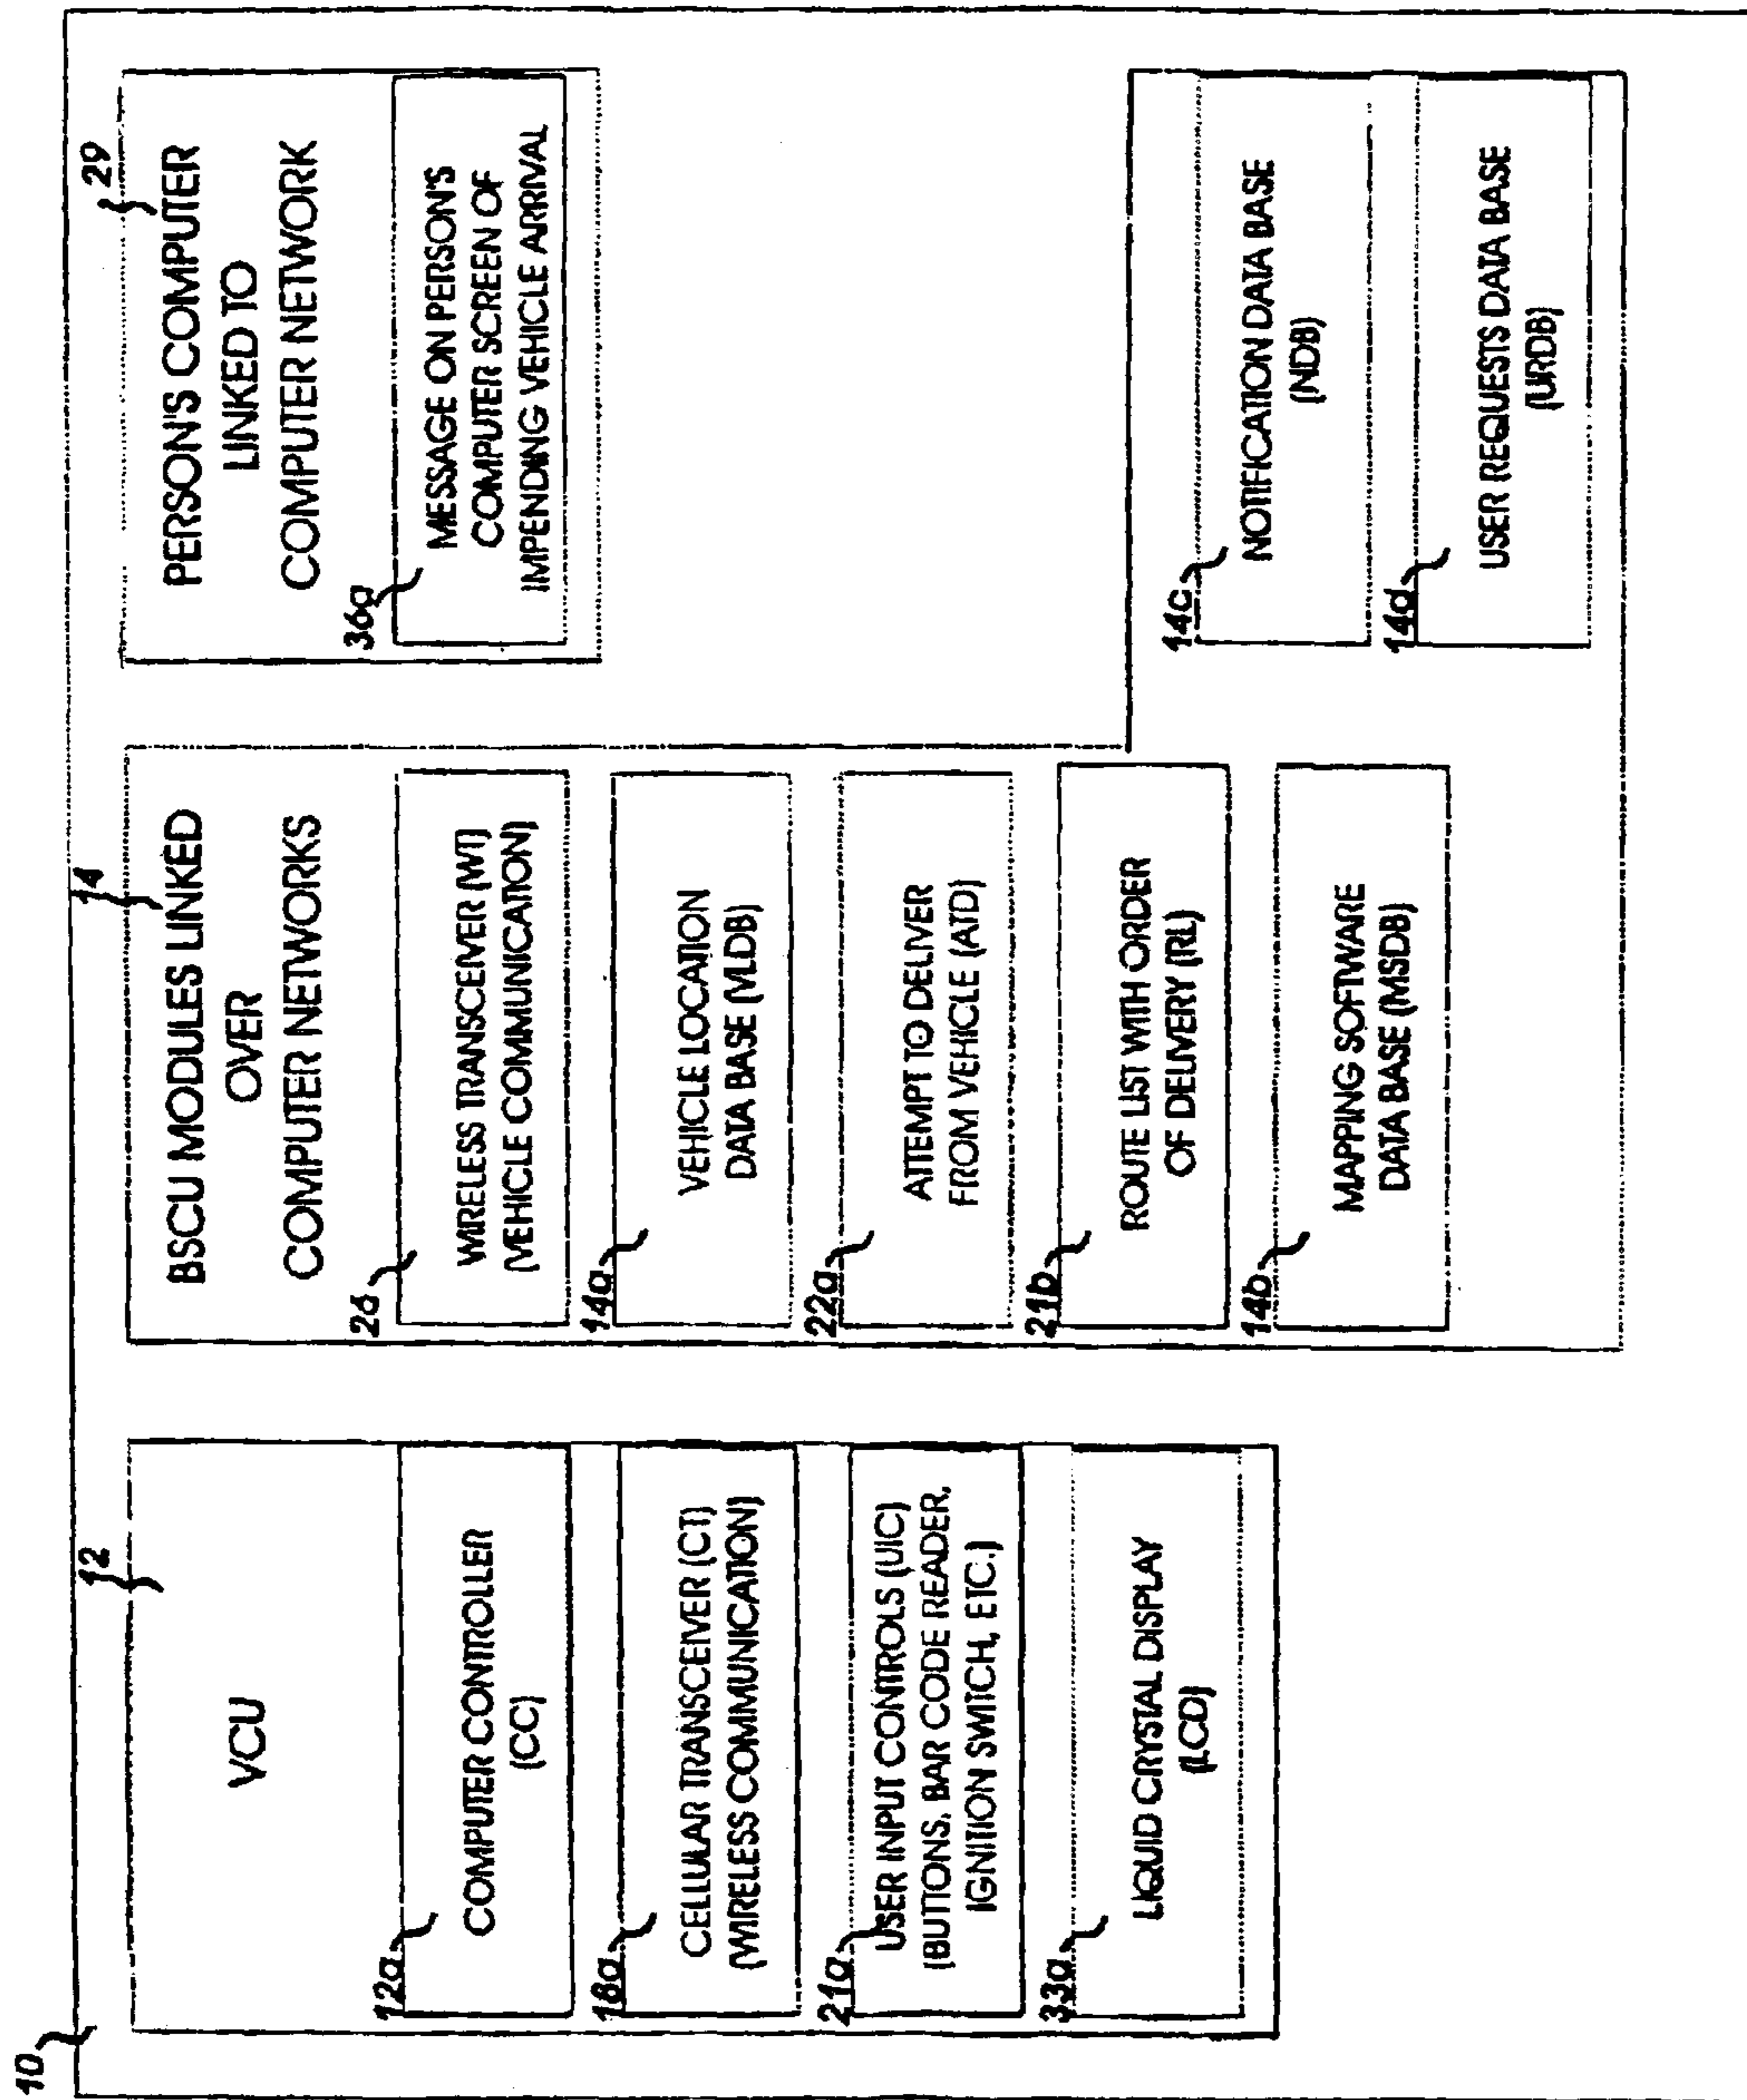 10
12
VCU
12a
COMPUTER CONTROLLER
(CC)
18a
CELLULAR TRANSCEIVER (CT)
(WIRELESS COMMUNICATION)
21a
USER INPUT CONTROLS (UIC)
(BUTTONS, BAR CODE READER,
IGNITION SWITCH, ETC.)
33a
LIQUID CRYSTAL DISPLAY
(LCD)
14
BSCU MODULES LINKED
OVER
COMPUTER NETWORKS
26
WIRELESS TRANSCEIVER (WT)
(VEHICLE COMMUNICATION)
14a
VEHICLE LOCATION
DATA BASE (VLDB)
22a
ATTEMPT TO DELIVER
FROM VEHICLE (ATD)
21b
ROUTE LIST WITH ORDER
OF DELIVERY (RL)
14b
MAPPING SOFTWARE
DATA BASE (MSDB)
14c
NOTIFICATION DATA BASE
(NDB)
14d
USER REQUESTS DATA BASE
(URDB)
29
PERSON'S COMPUTER
LINKED TO
COMPUTER NETWORK
36a
MESSAGE ON PERSON'S
COMPUTER SCREEN OF
IMPENDING VEHICLE ARRIVAL